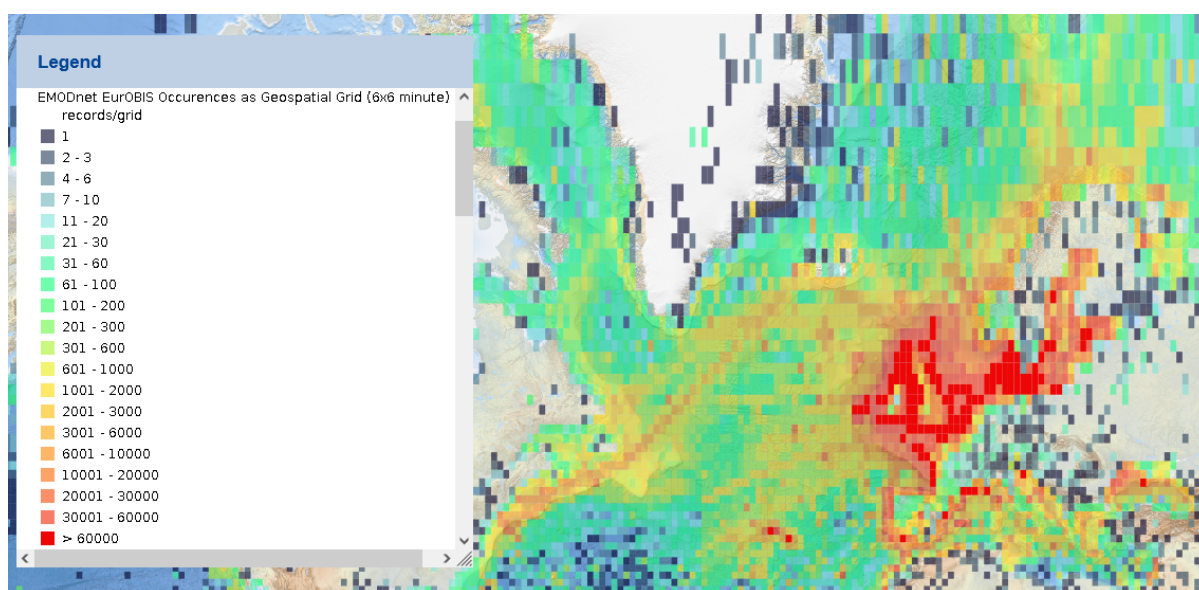 Legend
EMODnet EurOBIS Occurences as Geospatial Grid (6x6 minute)
records/grid
1
2 - 3
4 - 6
7 - 10
11 - 20
21 - 30
31 - 60
61 - 100
101 - 200
201 - 300
301 - 600
601 - 1000
1001 - 2000
2001 - 3000
3001 - 6000
6001 - 10000
10001 - 20000
20001 - 30000
30001 - 60000
> 60000